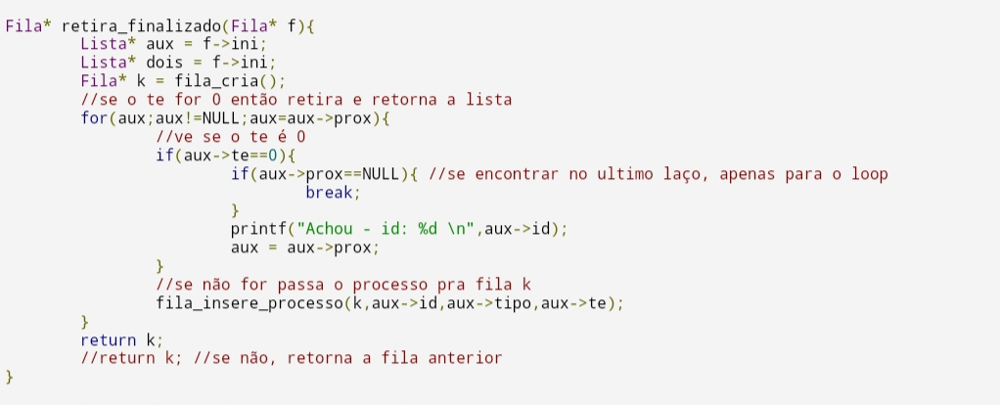 Fila* retira_finalizado(Fila* f){
Lista* aux = f->ini;
Lista* dois = f->ini;
Fila* k = fila_cria();
//se o te for 0 então retira e retorna a lista
for(aux;aux!=NULL;aux=aux->prox){
//ve se o te é 0
if(aux->te==0){
if(aux->prox==NULL){ //se encontrar no ultimo laço, apenas para o loop
break;
}
printf("Achou - id: %d \n",aux->id);
aux = aux->prox;
}
//se não for passa o processo pra fila k
fila_insere_processo(k,aux->id,aux->tipo,aux->te);
}
return k;
//return k; //se não, retorna a fila anterior
}